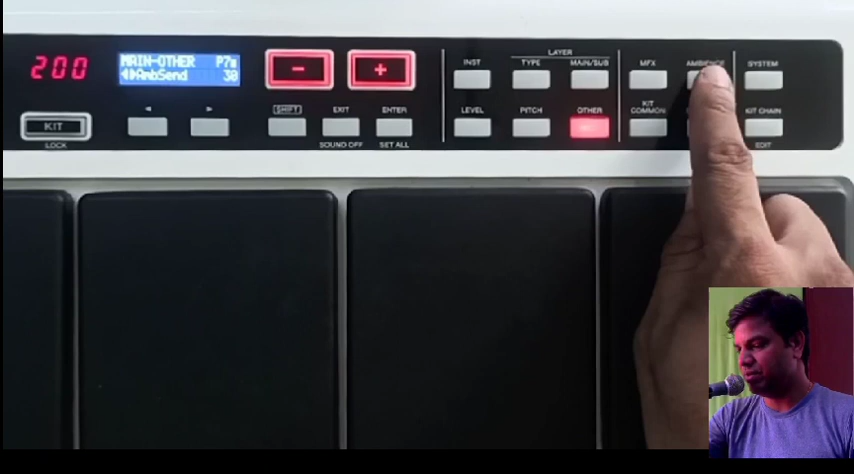 200
MAIN-OTHER P7m
AmbSend 30
INST
LAYER
TYPE
MAIN/SUB
MFX
AMBIENCE
SYSTEM
KIT
LOCK
SHIFT
EXIT
ENTER
SOUND OFF
SET ALL
LEVEL
PITCH
OTHER
KIT
COMMON
KIT CHAIN
EDIT